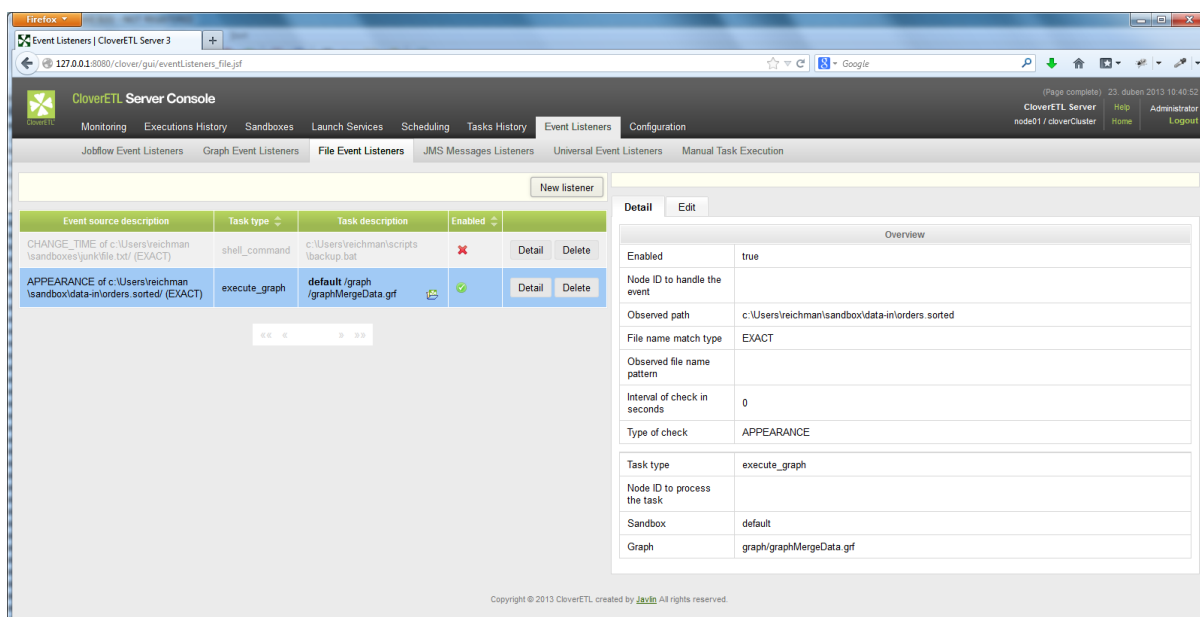 Firefox
Event Listeners | CloverETL Server 3
+
127.0.0.1:8080/clover/gui/eventListeners_file.jsf
Google
(Page complete) 23. duben 2013 10:40:52
CloverETL
CloverETL Server Console
CloverETL Server Help Administrator
node01 / cloverCluster Home Logout
Monitoring Executions History Sandboxes Launch Services Scheduling Tasks History Event Listeners Configuration
Jobflow Event Listeners Graph Event Listeners File Event Listeners JMS Messages Listeners Universal Event Listeners Manual Task Execution
New listener
Event source description Task type Task description Enabled
CHANGE_TIME of c:\Users\reichman
\sandboxes\junk\file.txt/ (EXACT)
shell_command
c:\Users\reichman\scripts
\backup.bat
Detail Delete
APPEARANCE of c:\Users\reichman
\sandbox\data-in\orders.sorted/ (EXACT)
execute_graph
default /graph
/graphMergeData.grf
Detail Delete
«« « » »»
Detail Edit
Overview
Enabled true
Node ID to handle the
event
Observed path c:\Users\reichman\sandbox\data-in\orders.sorted
File name match type EXACT
Observed file name
pattern
Interval of check in
seconds
0
Type of check APPEARANCE
Task type execute_graph
Node ID to process
the task
Sandbox default
Graph graph/graphMergeData.grf
Copyright © 2013 CloverETL created by Javlin All rights reserved.